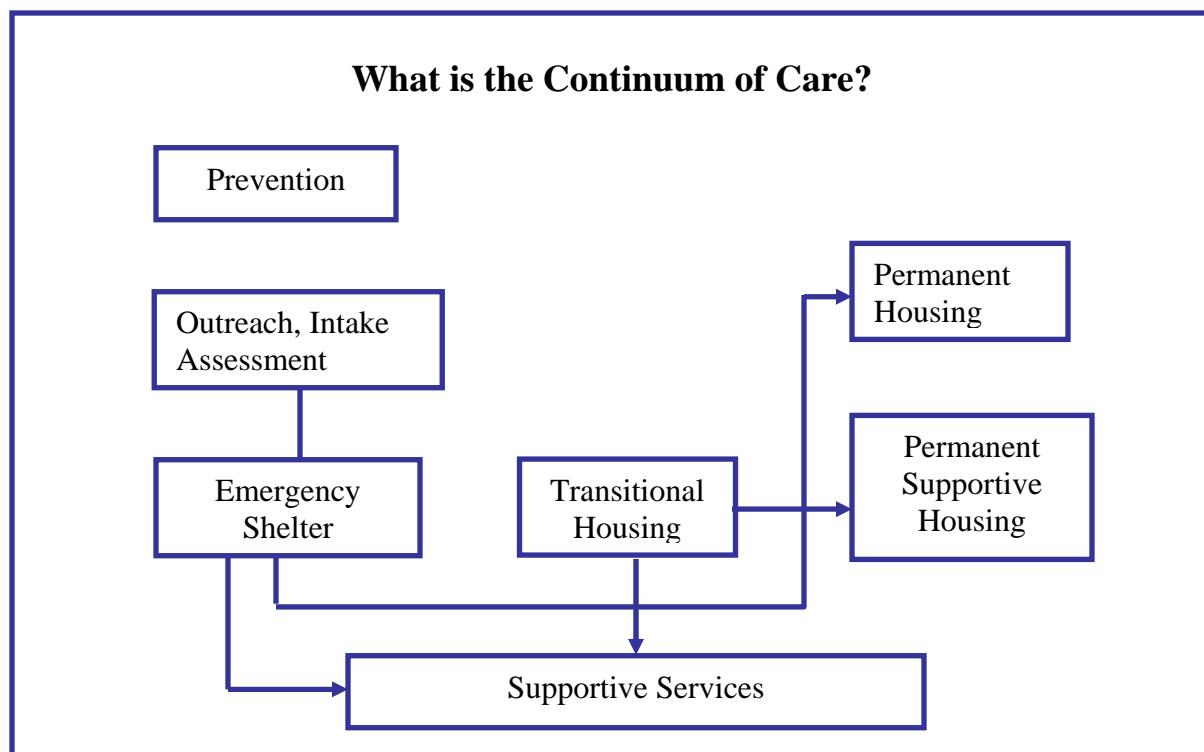 What is the Continuum of Care?
Prevention
Permanent
Housing
Outreach, Intake
Assessment
Permanent
Supportive
Housing
Emergency
Shelter
Transitional
Housing
Supportive Services